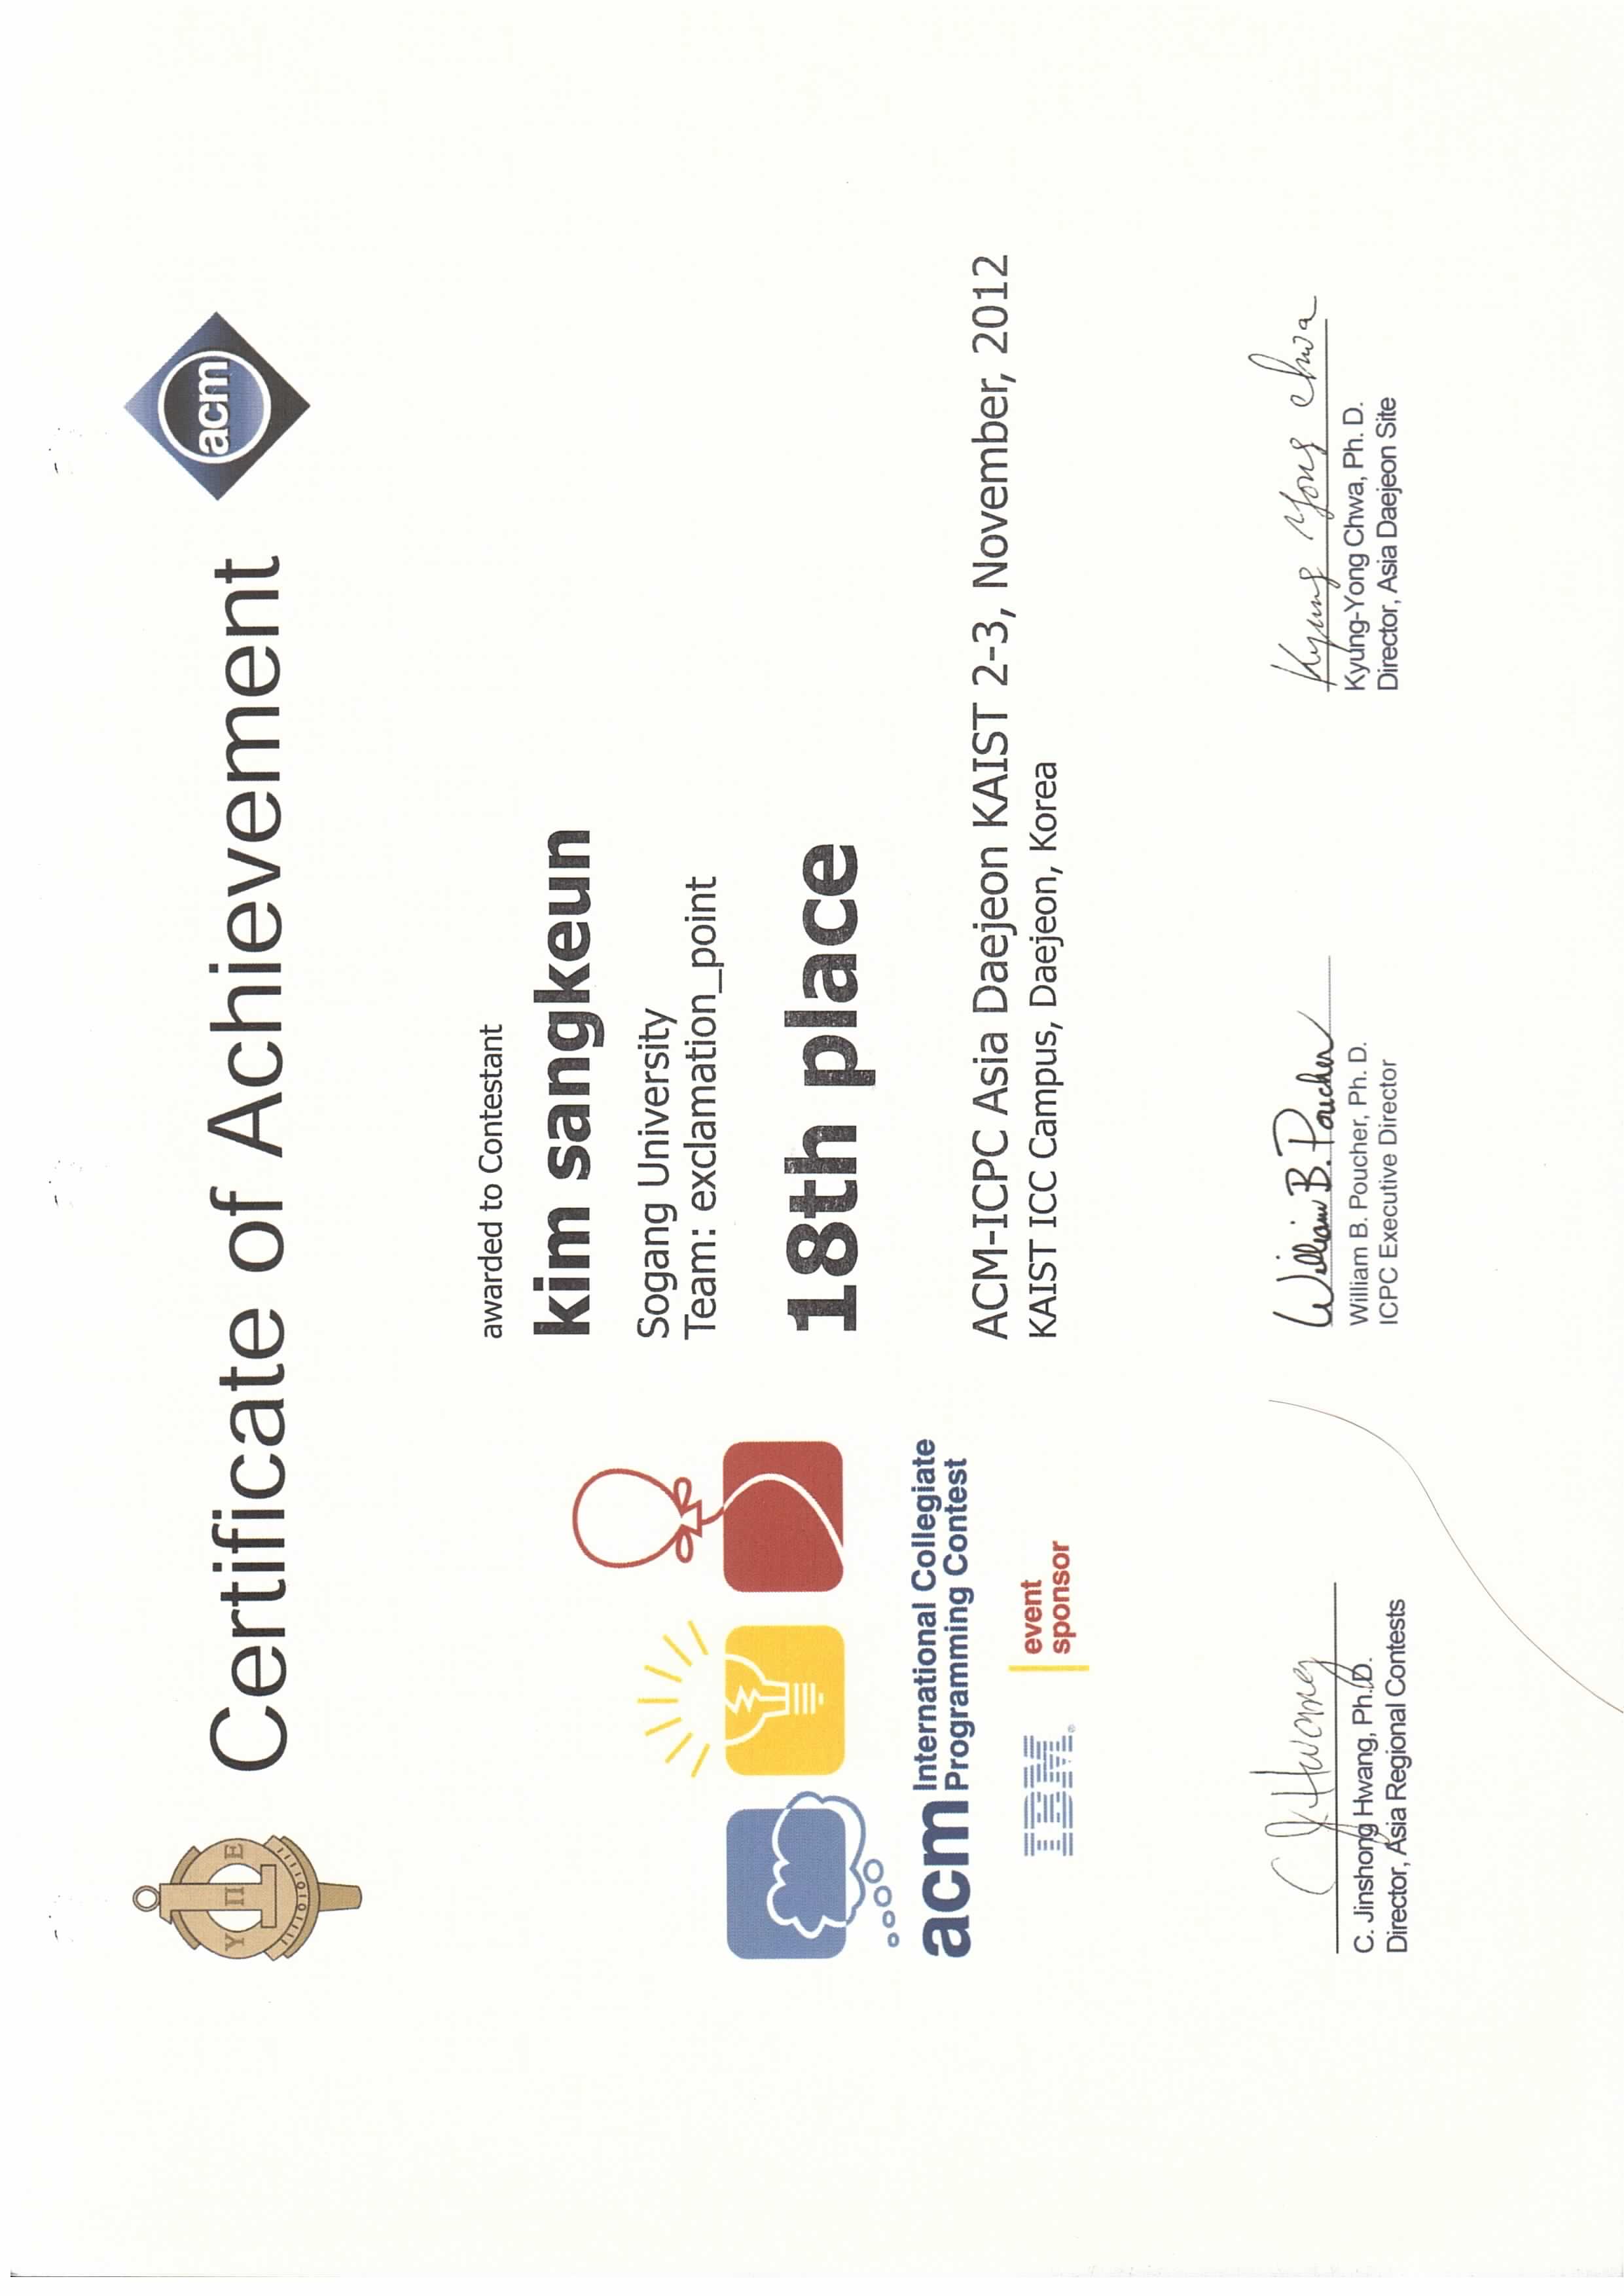 Certificate of Achievement
acm
Υ Π Ε
awarded to Contestant
kim sangkeun
Sogang University
Team: exclamation_point
18th place
acm International Collegiate
Programming Contest
IBM® event
sponsor
ACM-ICPC Asia Daejeon KAIST 2-3, November, 2012
KAIST ICC Campus, Daejeon, Korea
C J Hwang
C. Jinshong Hwang, Ph.D.
Director, Asia Regional Contests
William B. Poucher
William B. Poucher, Ph. D.
ICPC Executive Director
Kyung Yong Chwa
Kyung-Yong Chwa, Ph. D.
Director, Asia Daejeon Site